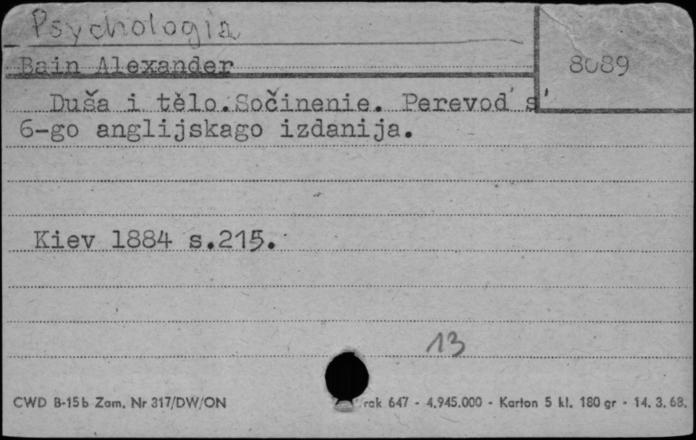 Psychologia
Bain Alexander
8089
Duša i tělo.Sočinenie. Perevod' s'
6-go anglijskago izdanija.
Kiev 1884 s.215.
13
CWD B-15b Zam. Nr 317/DW/ON
rak 647 - 4.945.000 - Karton 5 kl. 180 gr - 14. 3. 68.